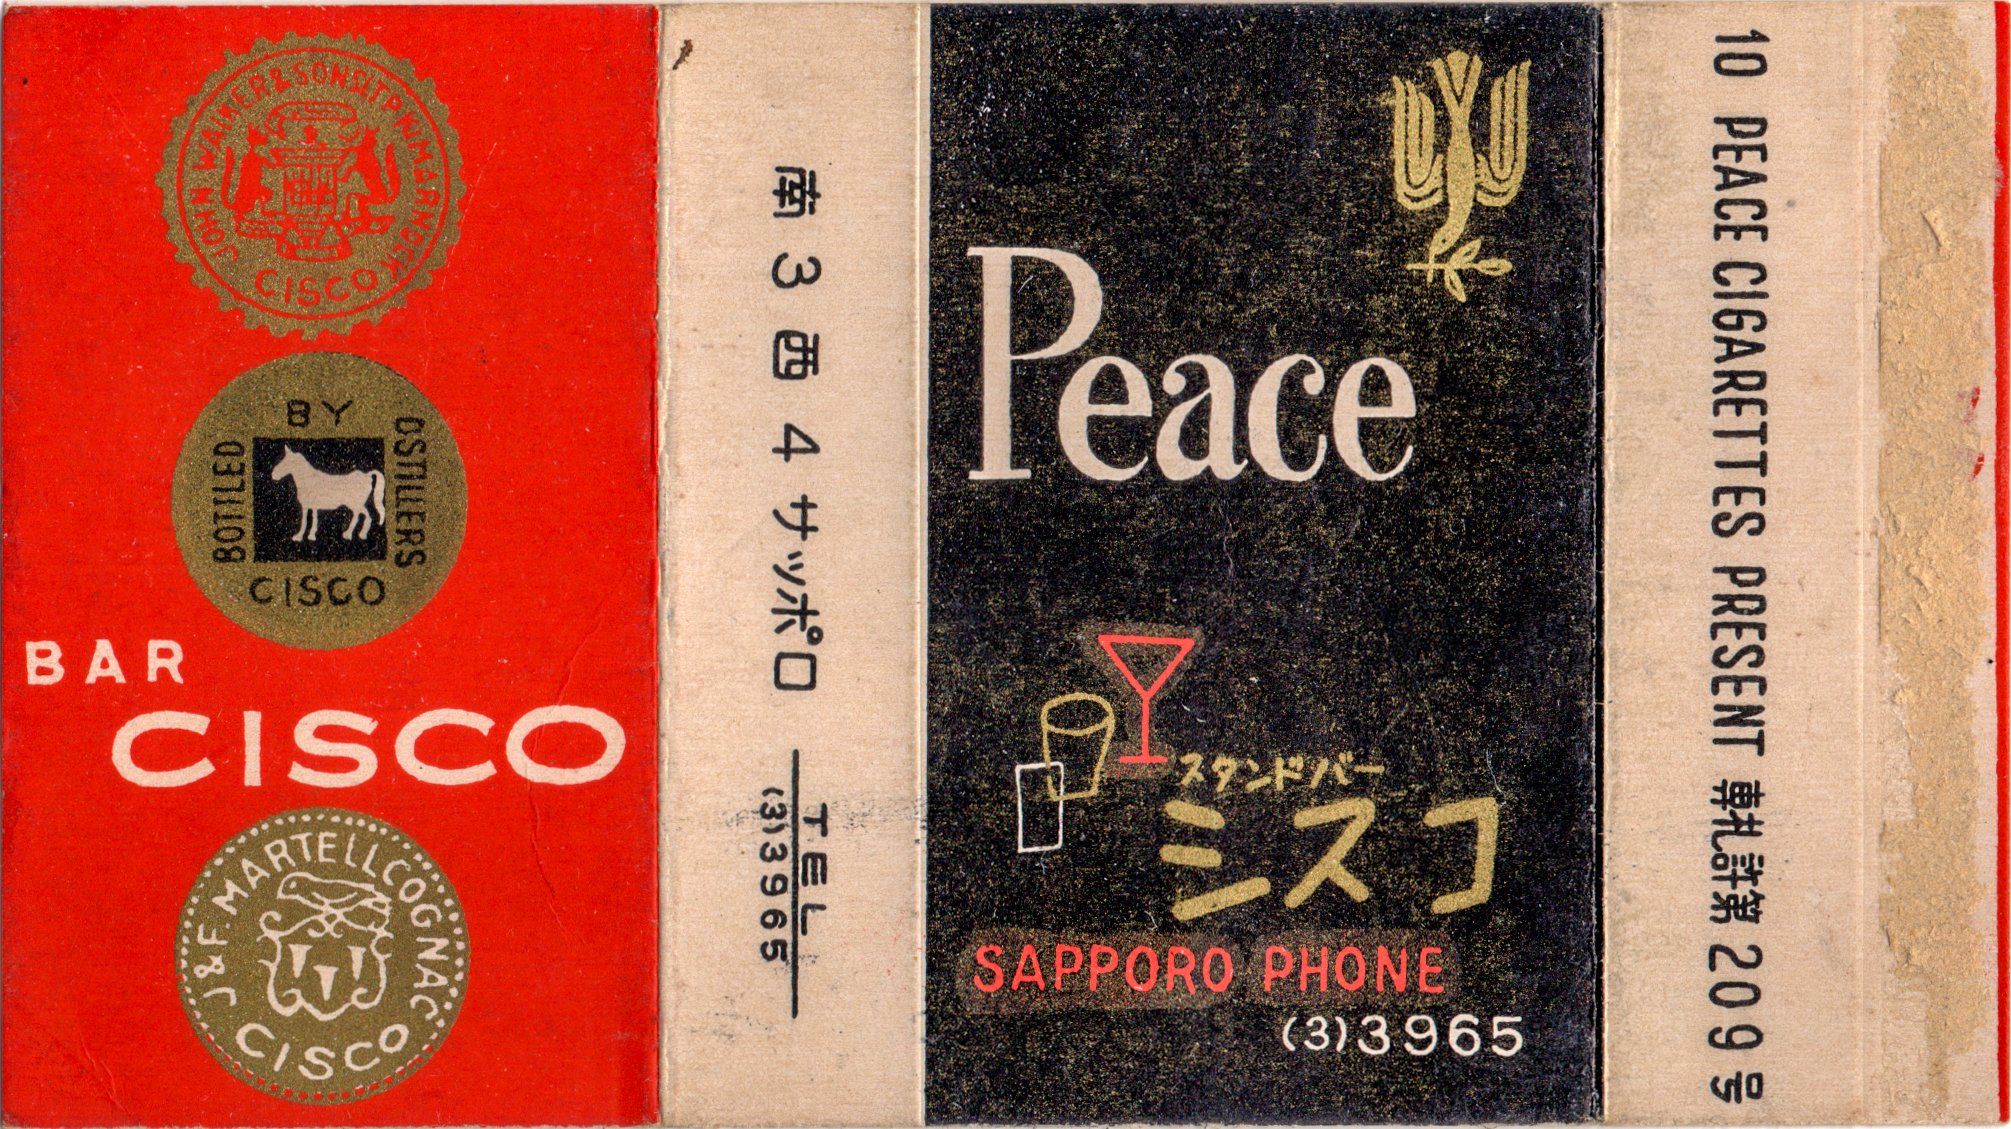 JOHN WALKER & SONS LTD KIMARNOCK
CISCO
BY
BOTTLED
DSTILLERS
CISCO
BAR
CISCO
J & F. MARTELL COGNAC
CISCO
南3西4サッポロ
TEL
(3)3965
Peace
スタンドバー
シスコ
SAPPORO PHONE
(3)3965
10 PEACE CIGARETTES PRESENT 専札許第209号